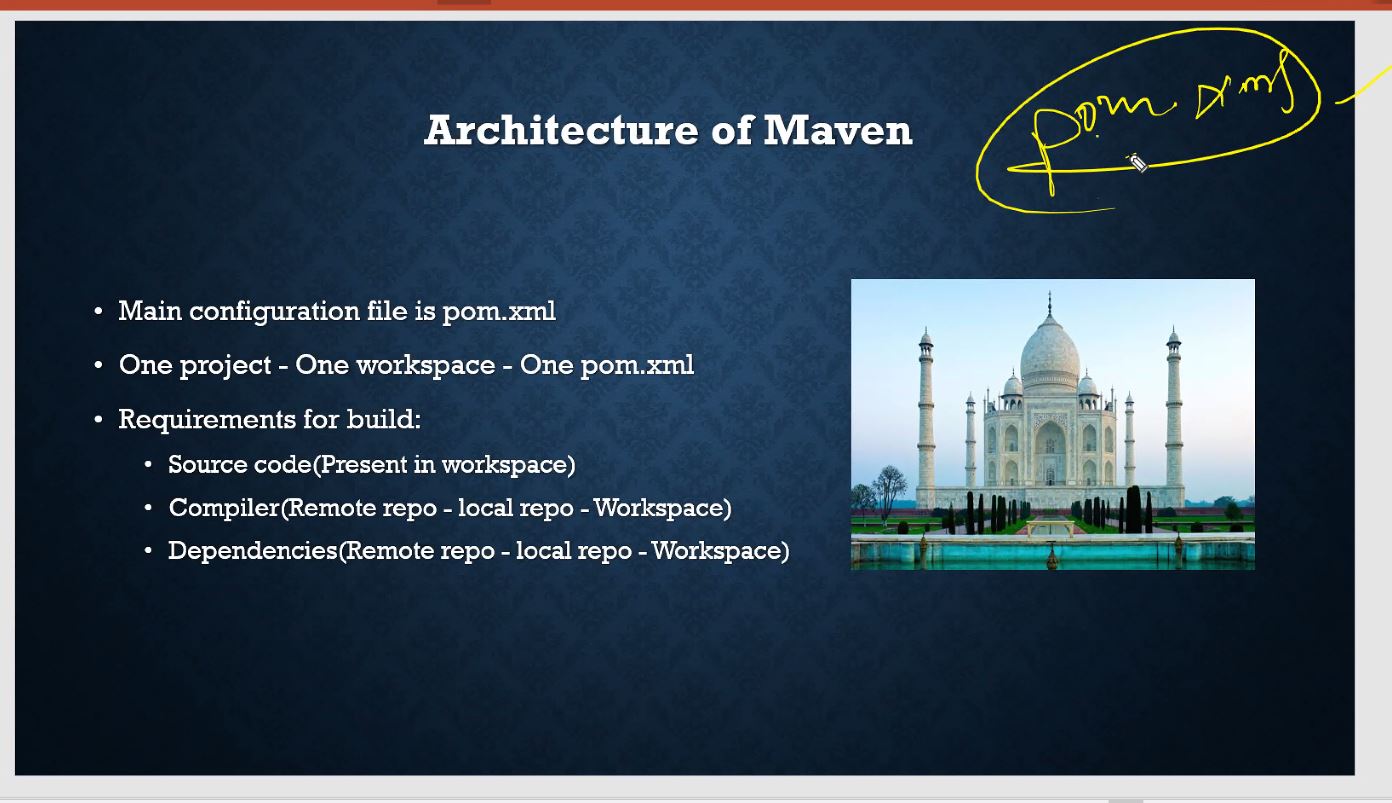 pom. xml
Architecture of Maven
• Main configuration file is pom.xml
• One project - One workspace - One pom.xml
• Requirements for build:
• Source code(Present in workspace)
• Compiler(Remote repo - local repo - Workspace)
• Dependencies(Remote repo - local repo - Workspace)